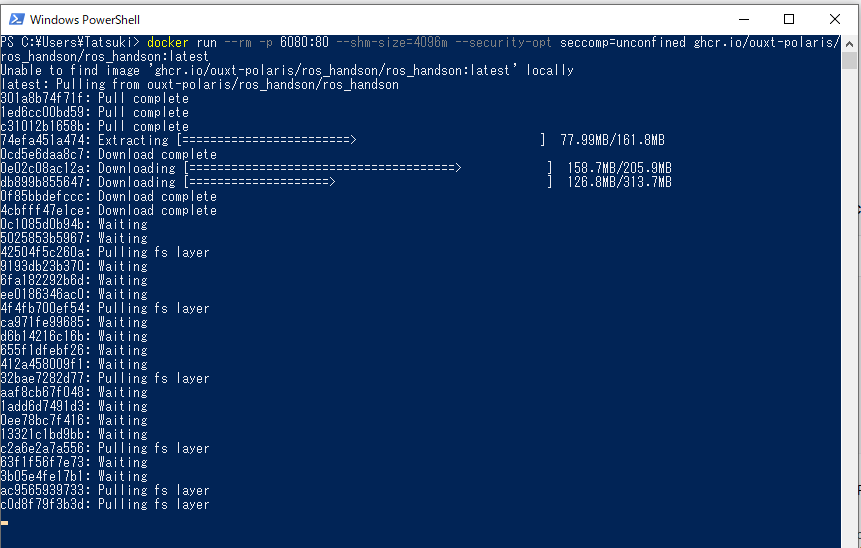 Windows PowerShell
PS C:¥Users¥Tatsuki> docker run --rm -p 6080:80 --shm-size=4096m --security-opt seccomp=unconfined ghcr.io/ouxt-polaris/
ros_handson/ros_handson:latest
Unable to find image 'ghcr.io/ouxt-polaris/ros_handson/ros_handson:latest' locally
latest: Pulling from ouxt-polaris/ros_handson/ros_handson
301a8b74f71f: Pull complete
1ed6cc00bd59: Pull complete
c31012b1658b: Pull complete
74efa451a474: Extracting [========================>                          ]  77.99MB/161.8MB
0cd5e6daa8c7: Download complete
0e02c08ac12a: Downloading [======================================>            ]  158.7MB/205.9MB
db899b855647: Downloading [====================>                              ]  126.8MB/313.7MB
0f85bbdefccc: Download complete
4cbfff47e1ce: Download complete
0c1085d0b94b: Waiting
5025853b5967: Waiting
42504f5c260a: Pulling fs layer
9193db23b370: Waiting
6fa182292b6d: Waiting
ee0186346ac0: Waiting
4f4fb700ef54: Pulling fs layer
ca971fe99685: Waiting
d6b14216c16b: Waiting
655f1dfebf26: Waiting
412a458009f1: Waiting
32bae7282d77: Pulling fs layer
aaf8cb67f048: Waiting
1add6d7491d3: Waiting
0ee78bc7f416: Waiting
13321c1bd9bb: Waiting
c2a6e2a7a556: Pulling fs layer
63f1f56f7e73: Waiting
3b05e4fe17b1: Waiting
ac9565939733: Pulling fs layer
c0d8f79f3b3d: Pulling fs layer